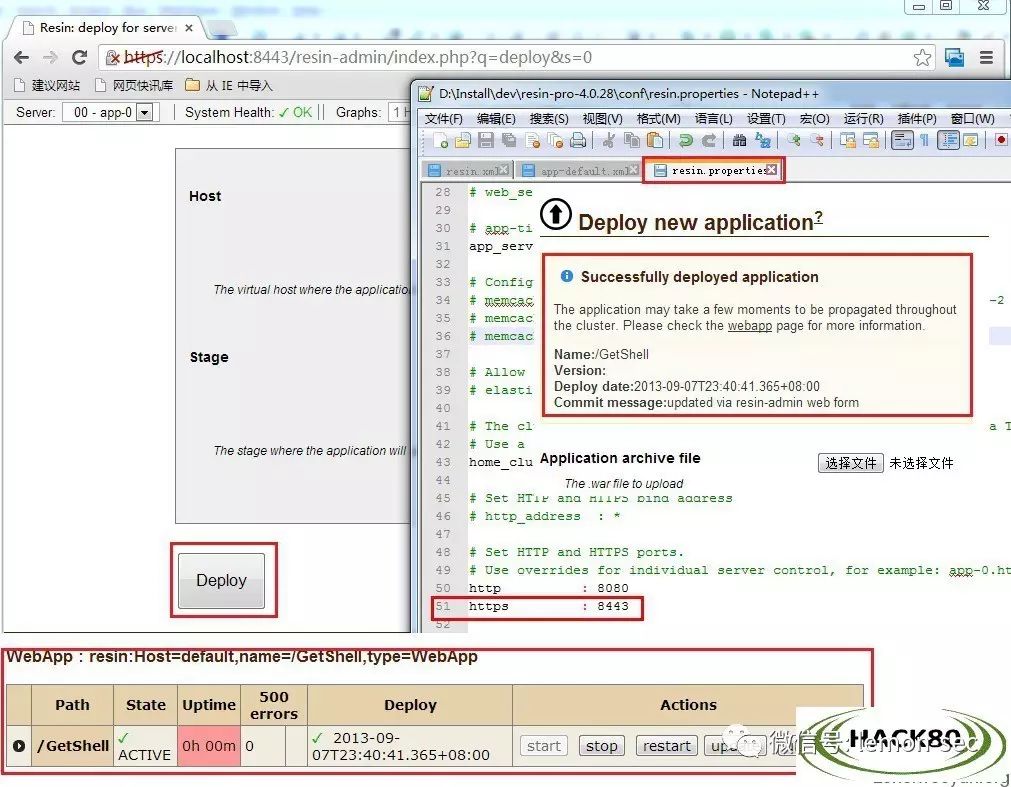 Resin: deploy for server
https://localhost:8443/resin-admin/index.php?q=deploy&s=0
建议网站 网页快讯库 从 IE 中导入
Server: 00 - app-0 System Health: ✓ OK Graphs: 1 H
Host
The virtual host where the application
Stage
The stage where the application will
Deploy
D:\Install\dev\resin-pro-4.0.28\conf\resin.properties - Notepad++
文件(F) 编辑(E) 搜索(S) 视图(V) 格式(M) 语言(L) 设置(T) 宏(O) 运行(R) 插件(P) 窗口(W)
resin.xml app-default.xml resin.properties
28 # web_se
29
30 # app-ti
31 app_serv
32
33 # Config
34 # memcac -2
35 # memcac
36 # memcac
37
38 # Allow
39 # elasti
40
41 # The cl a T
42 # Use a
43 home_clu
44
45 # Set HTTP and HTTPS bind address
46 # http_address : *
47
48 # Set HTTP and HTTPS ports.
49 # Use overrides for individual server control, for example: app-0.ht
50 http : 8080
51 https : 8443
52
Deploy new application?
Successfully deployed application
The application may take a few moments to be propagated throughout
the cluster. Please check the webapp page for more information.
Name:/GetShell
Version:
Deploy date:2013-09-07T23:40:41.365+08:00
Commit message:updated via resin-admin web form
Application archive file 选择文件 未选择文件
The .war file to upload
WebApp : resin:Host=default,name=/GetShell,type=WebApp
Path State Uptime 500 errors Deploy Actions
/GetShell ✓ ACTIVE 0h 00m 0 ✓ 2013-09-07T23:40:41.365+08:00 start stop restart
微信号: lemon-sec
HACK80